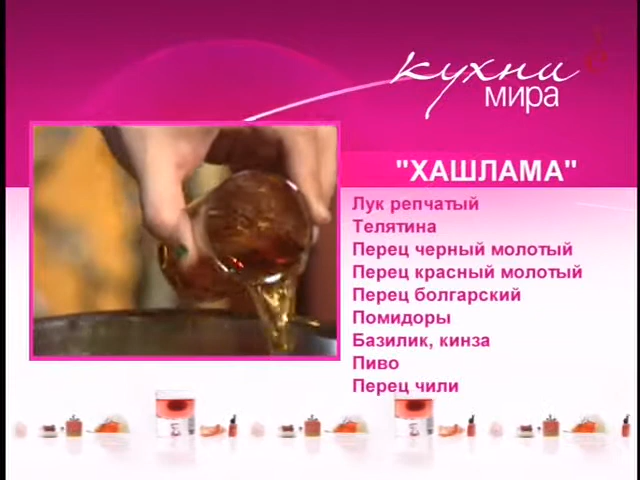 кухни
мира
"ХАШЛАМА"
Лук репчатый
Телятина
Перец черный молотый
Перец красный молотый
Перец болгарский
Помидоры
Базилик, кинза
Пиво
Перец чили